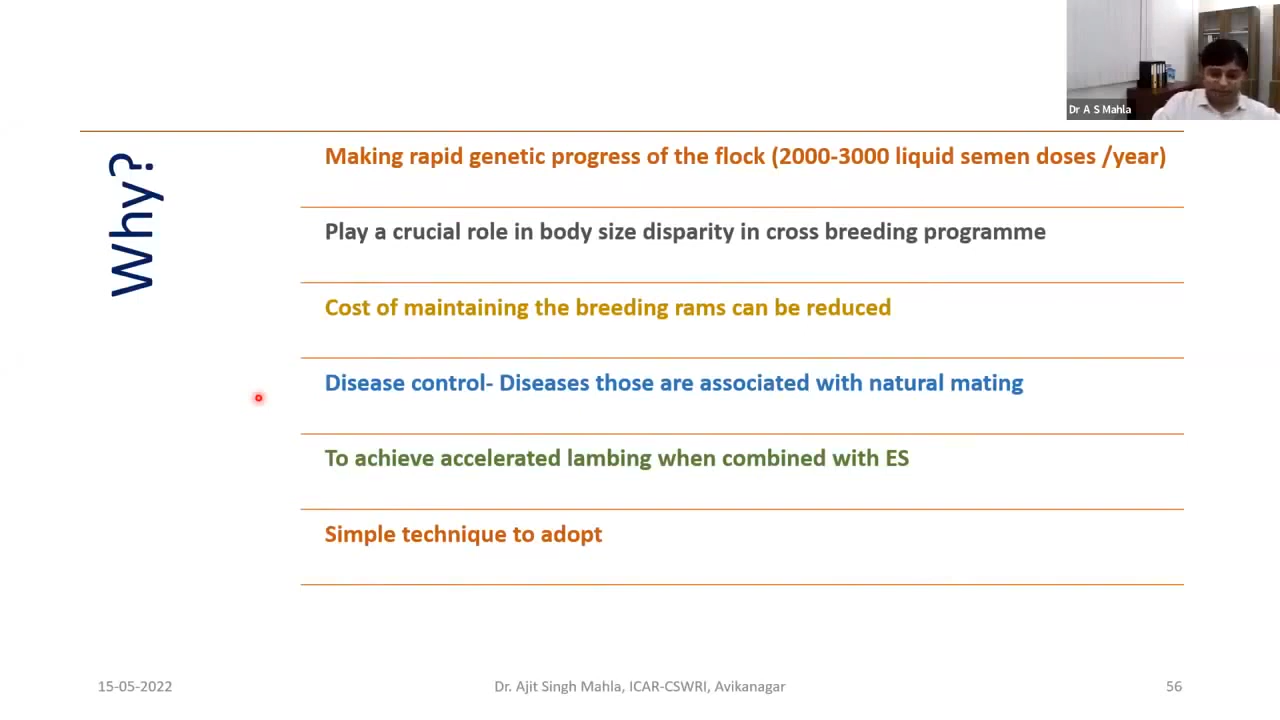 Dr A S Mahla
Why?
Making rapid genetic progress of the flock (2000-3000 liquid semen doses /year)
Play a crucial role in body size disparity in cross breeding programme
Cost of maintaining the breeding rams can be reduced
Disease control- Diseases those are associated with natural mating
To achieve accelerated lambing when combined with ES
Simple technique to adopt
15-05-2022
Dr. Ajit Singh Mahla, ICAR-CSWRI, Avikanagar
56